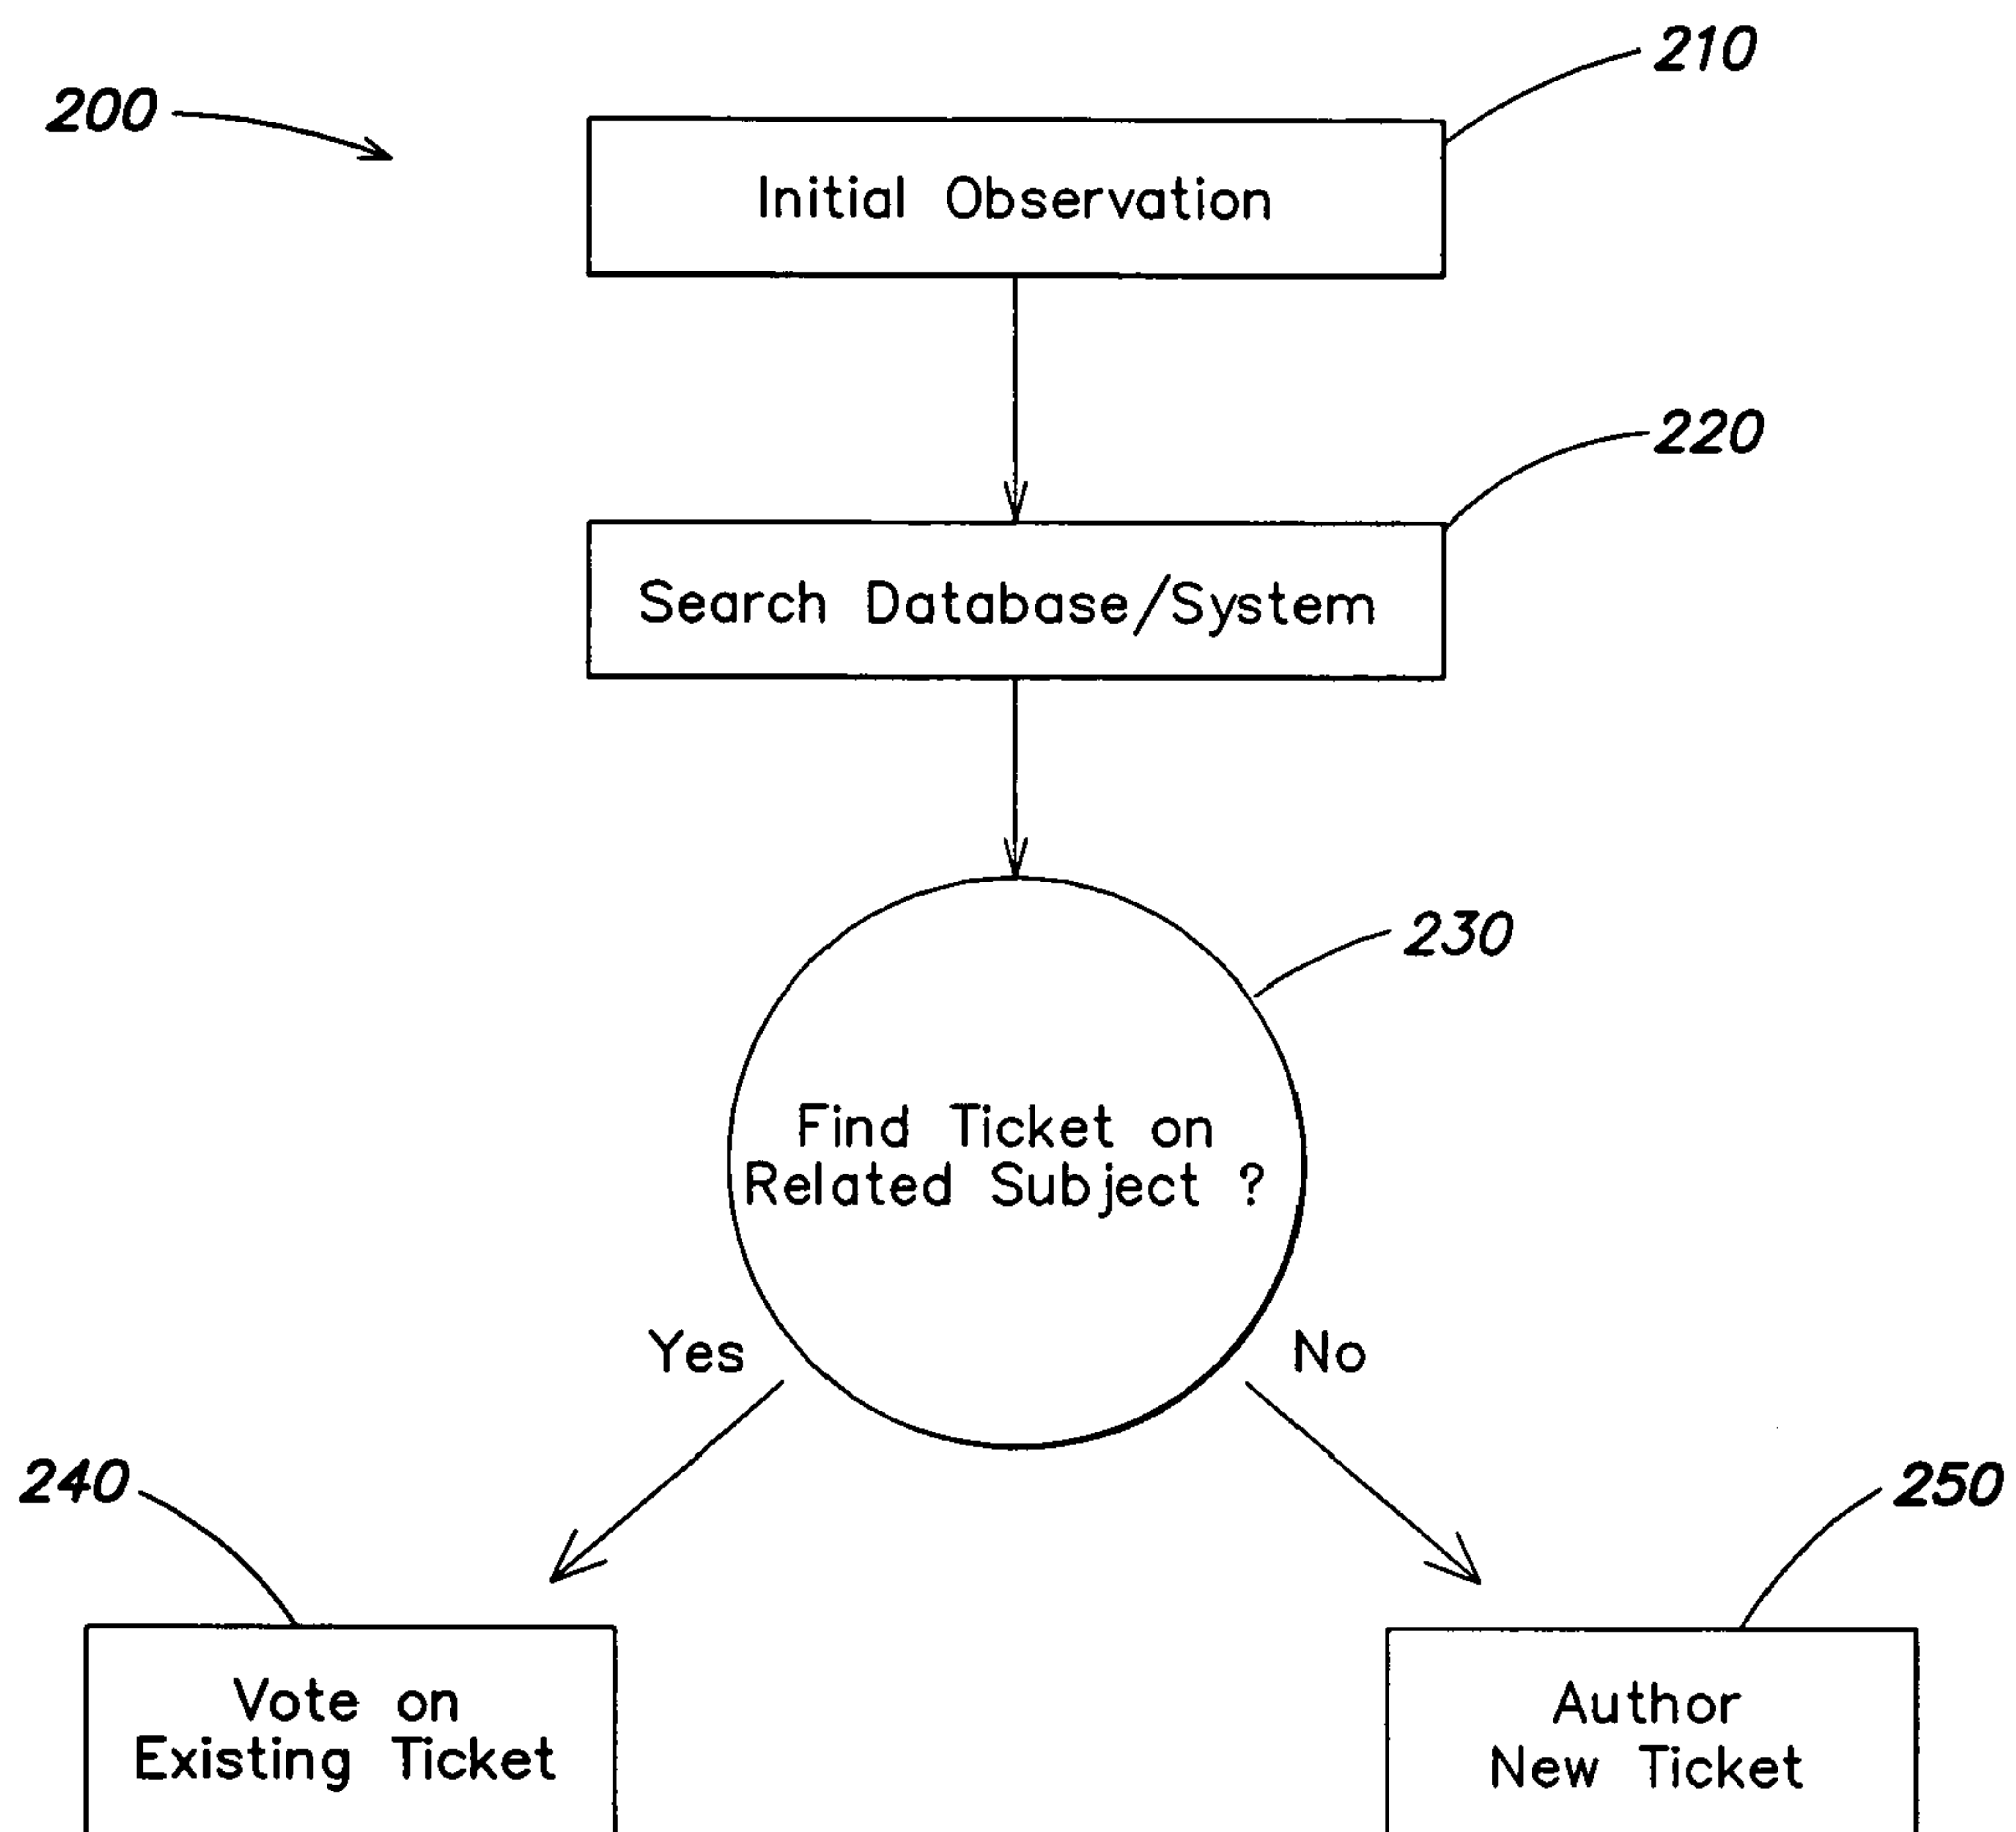 210
200
Initial Observation
220
Search Database/System
230
Find Ticket on
Related Subject ?
Yes
No
240
250
Vote on
Existing Ticket
Author
New Ticket